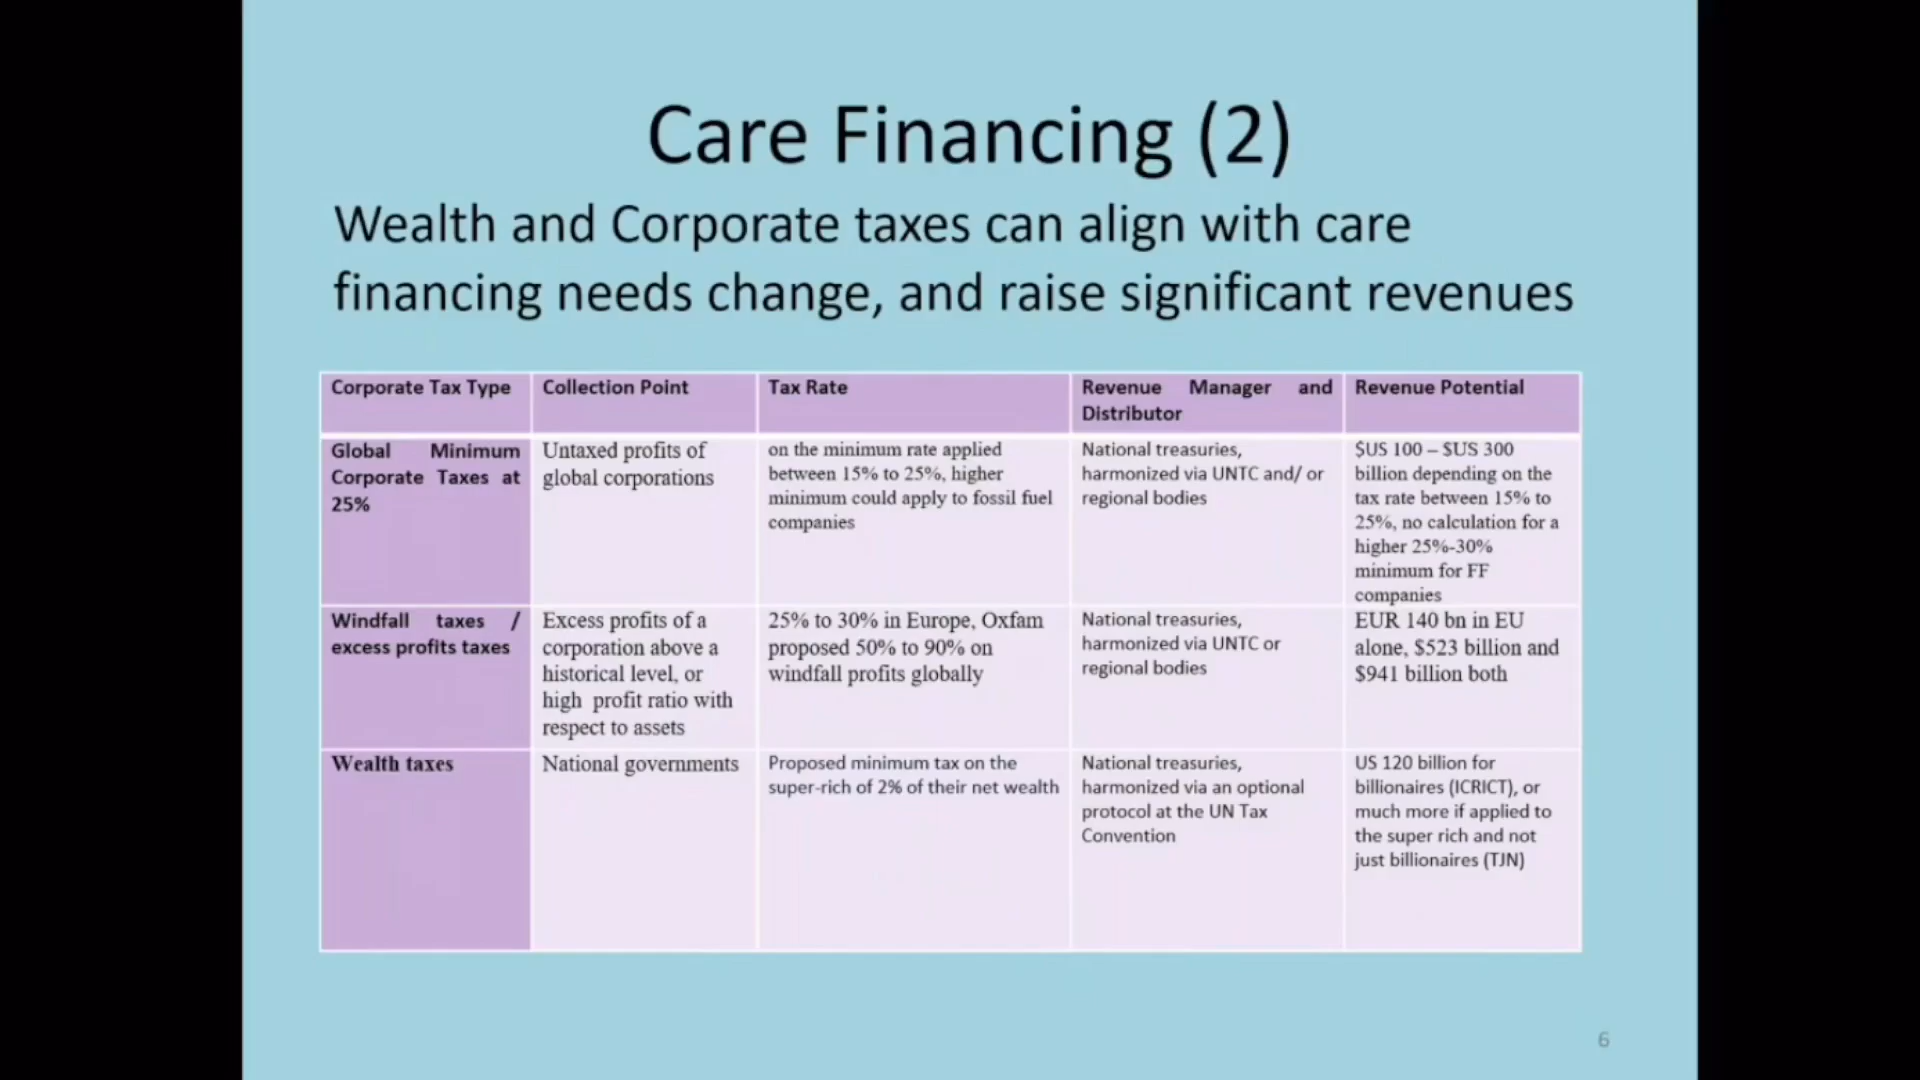 Care Financing (2)
Wealth and Corporate taxes can align with care
financing needs change, and raise significant revenues
Corporate Tax Type
Collection Point
Tax Rate
Revenue Manager and
Distributor
Revenue Potential
Global Minimum
Corporate Taxes at
25%
Untaxed profits of
global corporations
on the minimum rate applied
between 15% to 25%, higher
minimum could apply to fossil fuel
companies
National treasuries,
harmonized via UNTC and/ or
regional bodies
$US 100 – $US 300
billion depending on the
tax rate between 15% to
25%, no calculation for a
higher 25%-30%
minimum for FF
companies
Windfall taxes /
excess profits taxes
Excess profits of a
corporation above a
historical level, or
high profit ratio with
respect to assets
25% to 30% in Europe, Oxfam
proposed 50% to 90% on
windfall profits globally
National treasuries,
harmonized via UNTC or
regional bodies
EUR 140 bn in EU
alone, $523 billion and
$941 billion both
Wealth taxes
National governments
Proposed minimum tax on the
super-rich of 2% of their net wealth
National treasuries,
harmonized via an optional
protocol at the UN Tax
Convention
US 120 billion for
billionaires (ICRICT), or
much more if applied to
the super rich and not
just billionaires (TJN)
6